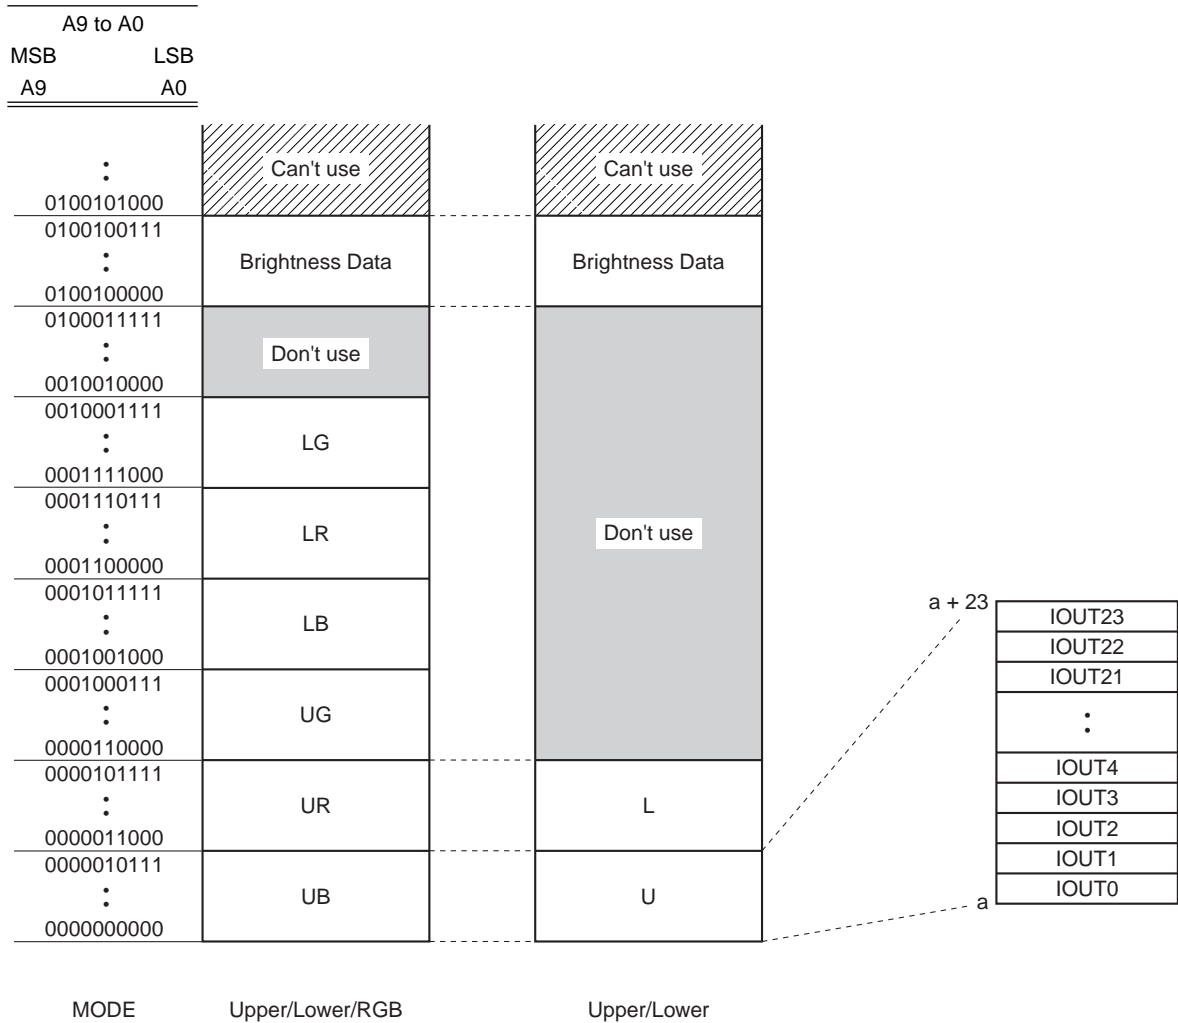 A9 to A0
MSB LSB
A9 A0
⋮
0100101000
0100100111
⋮
0100100000
0100011111
⋮
0010010000
0010001111
⋮
0001111000
0001110111
⋮
0001100000
0001011111
⋮
0001001000
0001000111
⋮
0000110000
0000101111
⋮
0000011000
0000010111
⋮
0000000000
MODE
Can't use
Brightness Data
Don't use
LG
LR
LB
UG
UR
UB
Upper/Lower/RGB
Can't use
Brightness Data
Don't use
L
U
Upper/Lower
a + 23
a
IOUT23
IOUT22
IOUT21
⋮
IOUT4
IOUT3
IOUT2
IOUT1
IOUT0